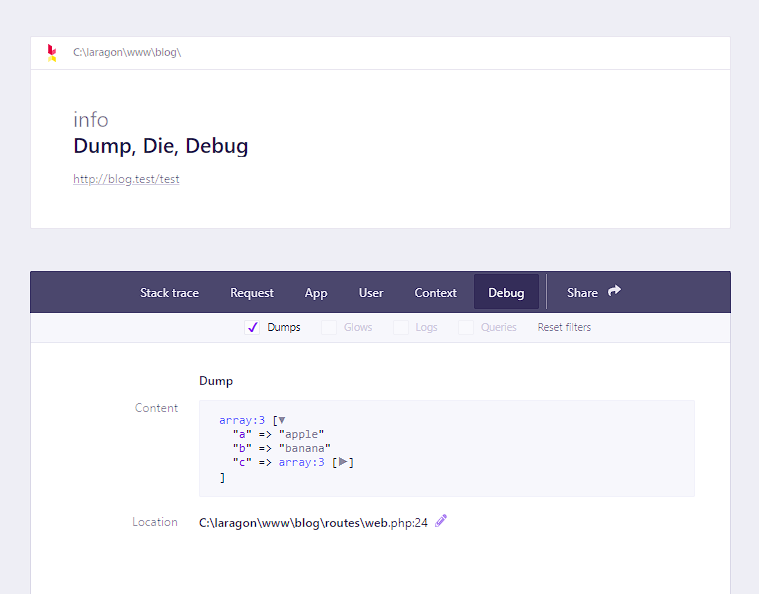 C:\laragon\www\blog\
info
Dump, Die, Debug
http://blog.test/test
Stack trace Request App User Context Debug Share
Dumps Glows Logs Queries Reset filters
Dump
Content
array:3 [▼
"a" => "apple"
"b" => "banana"
"c" => array:3 [▶]
]
Location C:\laragon\www\blog\routes\web.php:24